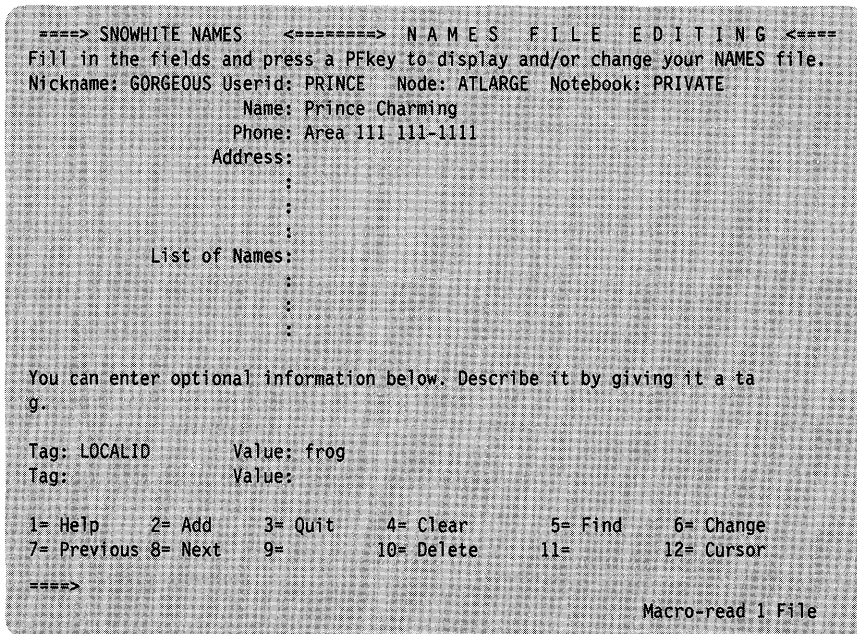 ====> SNOWHITE NAMES <========> N A M E S F I L E E D I T I N G <====
Fill in the fields and press a PFkey to display and/or change your NAMES file.
Nickname: GORGEOUS Userid: PRINCE Node: ATLARGE Notebook: PRIVATE
Name: Prince Charming
Phone: Area 111 111-1111
Address:
:
:
:
List of Names:
:
:
:
You can enter optional information below. Describe it by giving it a ta
g.
Tag: LOCALID Value: frog
Tag: Value:
1= Help 2= Add 3= Quit 4= Clear 5= Find 6= Change
7= Previous 8= Next 9= 10= Delete 11= 12= Cursor
====>
Macro-read 1 File